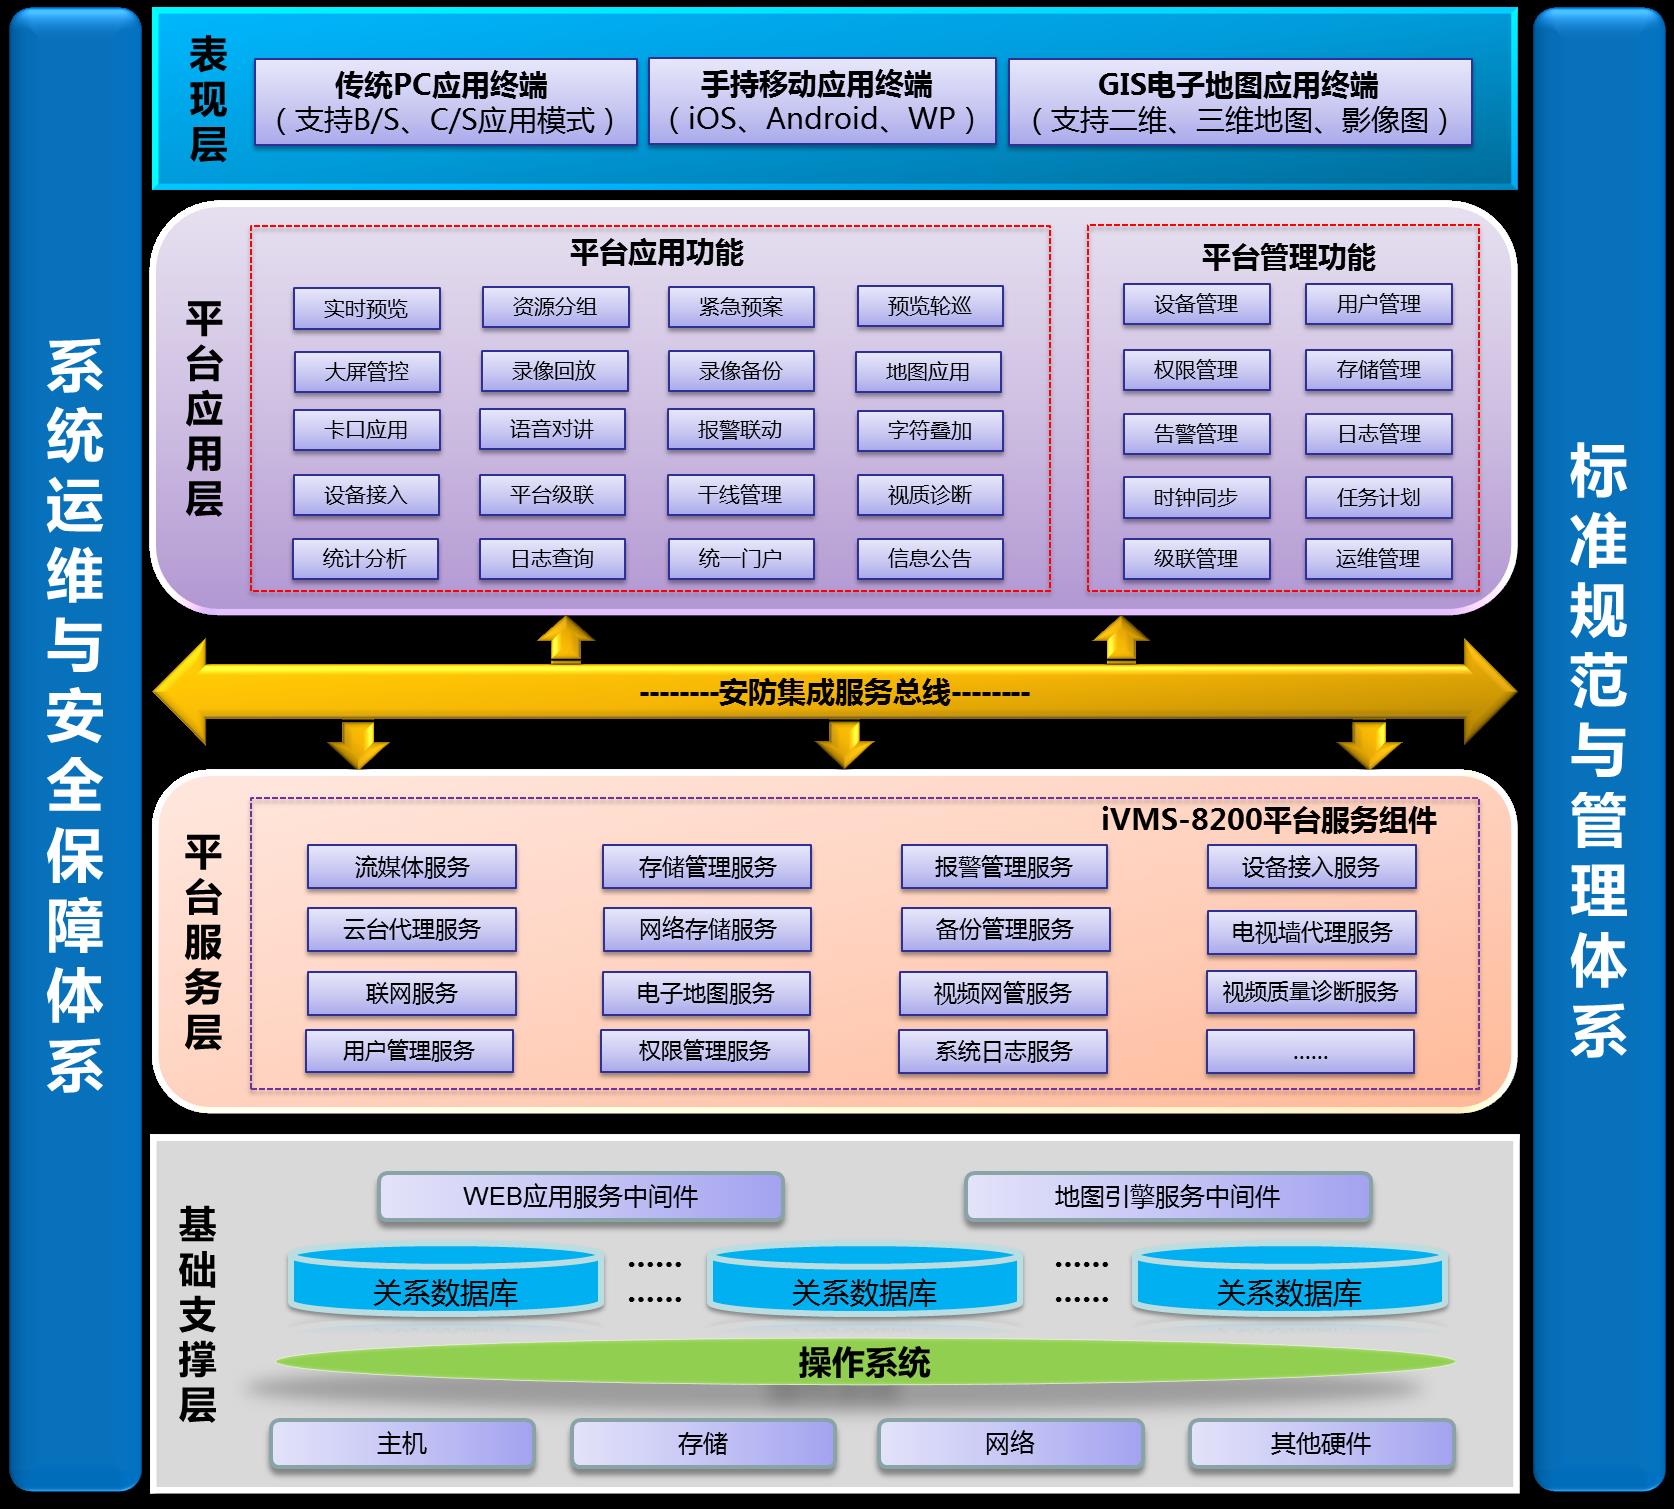 系统运维与安全保障体系
表现层
传统PC应用终端
（支持B/S、C/S应用模式）
手持移动应用终端
（iOS、Android、WP）
GIS电子地图应用终端
（支持二维、三维地图、影像图）
平台应用层
平台应用功能
实时预览 资源分组 紧急预案 预览轮巡
大屏管控 录像回放 录像备份 地图应用
卡口应用 语音对讲 报警联动 字符叠加
设备接入 平台级联 干线管理 视质诊断
统计分析 日志查询 统一门户 信息公告
平台管理功能
设备管理 用户管理
权限管理 存储管理
告警管理 日志管理
时钟同步 任务计划
级联管理 运维管理
--------安防集成服务总线--------
平台服务层
iVMS-8200平台服务组件
流媒体服务 存储管理服务 报警管理服务 设备接入服务
云台代理服务 网络存储服务 备份管理服务 电视墙代理服务
联网服务 电子地图服务 视频网管服务 视频质量诊断服务
用户管理服务 权限管理服务 系统日志服务 ......
基础支撑层
WEB应用服务中间件 地图引擎服务中间件
关系数据库 ...... 关系数据库 ...... 关系数据库
...... ......
操作系统
主机 存储 网络 其他硬件
标准规范与管理体系